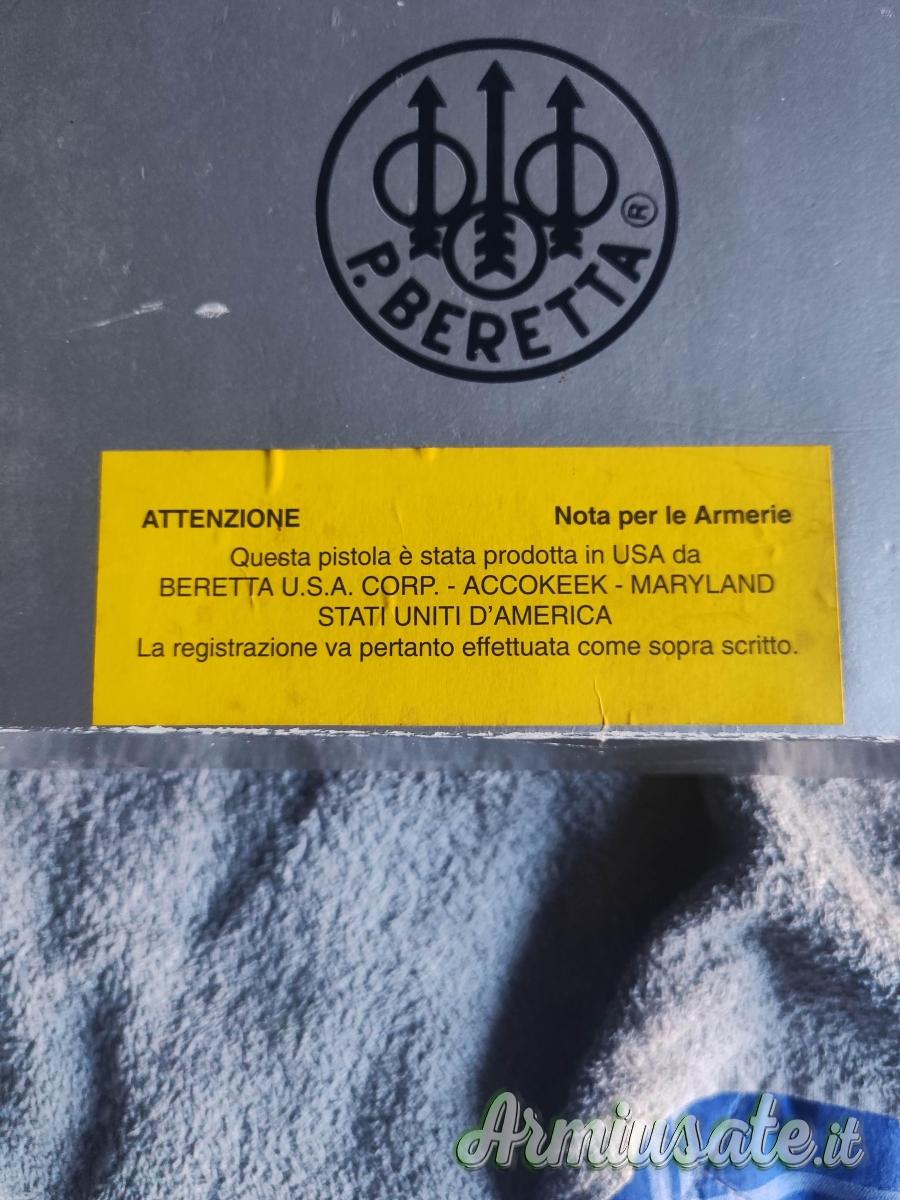 P. BERETTA ®
ATTENZIONE Nota per le Armerie
Questa pistola è stata prodotta in USA da
BERETTA U.S.A. CORP. - ACCOKEEK - MARYLAND
STATI UNITI D'AMERICA
La registrazione va pertanto effettuata come sopra scritto.
Armiusate.it